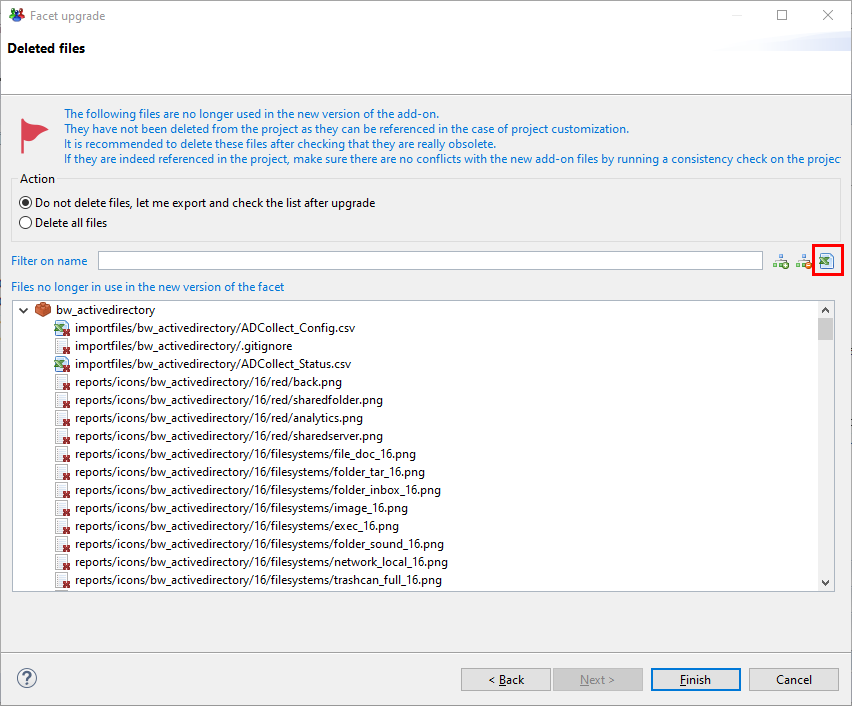 Facet upgrade
Deleted files
The following files are no longer used in the new version of the add-on.
They have not been deleted from the project as they can be referenced in the case of project customization.
It is recommended to delete these files after checking that they are really obsolete.
If they are indeed referenced in the project, make sure there are no conflicts with the new add-on files by running a consistency check on the projec
Action
Do not delete files, let me export and check the list after upgrade
Delete all files
Filter on name
Files no longer in use in the new version of the facet
bw_activedirectory
importfiles/bw_activedirectory/ADCollect_Config.csv
importfiles/bw_activedirectory/.gitignore
importfiles/bw_activedirectory/ADCollect_Status.csv
reports/icons/bw_activedirectory/16/red/back.png
reports/icons/bw_activedirectory/16/red/sharedfolder.png
reports/icons/bw_activedirectory/16/red/analytics.png
reports/icons/bw_activedirectory/16/red/sharedserver.png
reports/icons/bw_activedirectory/16/filesystems/file_doc_16.png
reports/icons/bw_activedirectory/16/filesystems/folder_tar_16.png
reports/icons/bw_activedirectory/16/filesystems/folder_inbox_16.png
reports/icons/bw_activedirectory/16/filesystems/image_16.png
reports/icons/bw_activedirectory/16/filesystems/exec_16.png
reports/icons/bw_activedirectory/16/filesystems/folder_sound_16.png
reports/icons/bw_activedirectory/16/filesystems/network_local_16.png
reports/icons/bw_activedirectory/16/filesystems/trashcan_full_16.png
?
< Back
Next >
Finish
Cancel